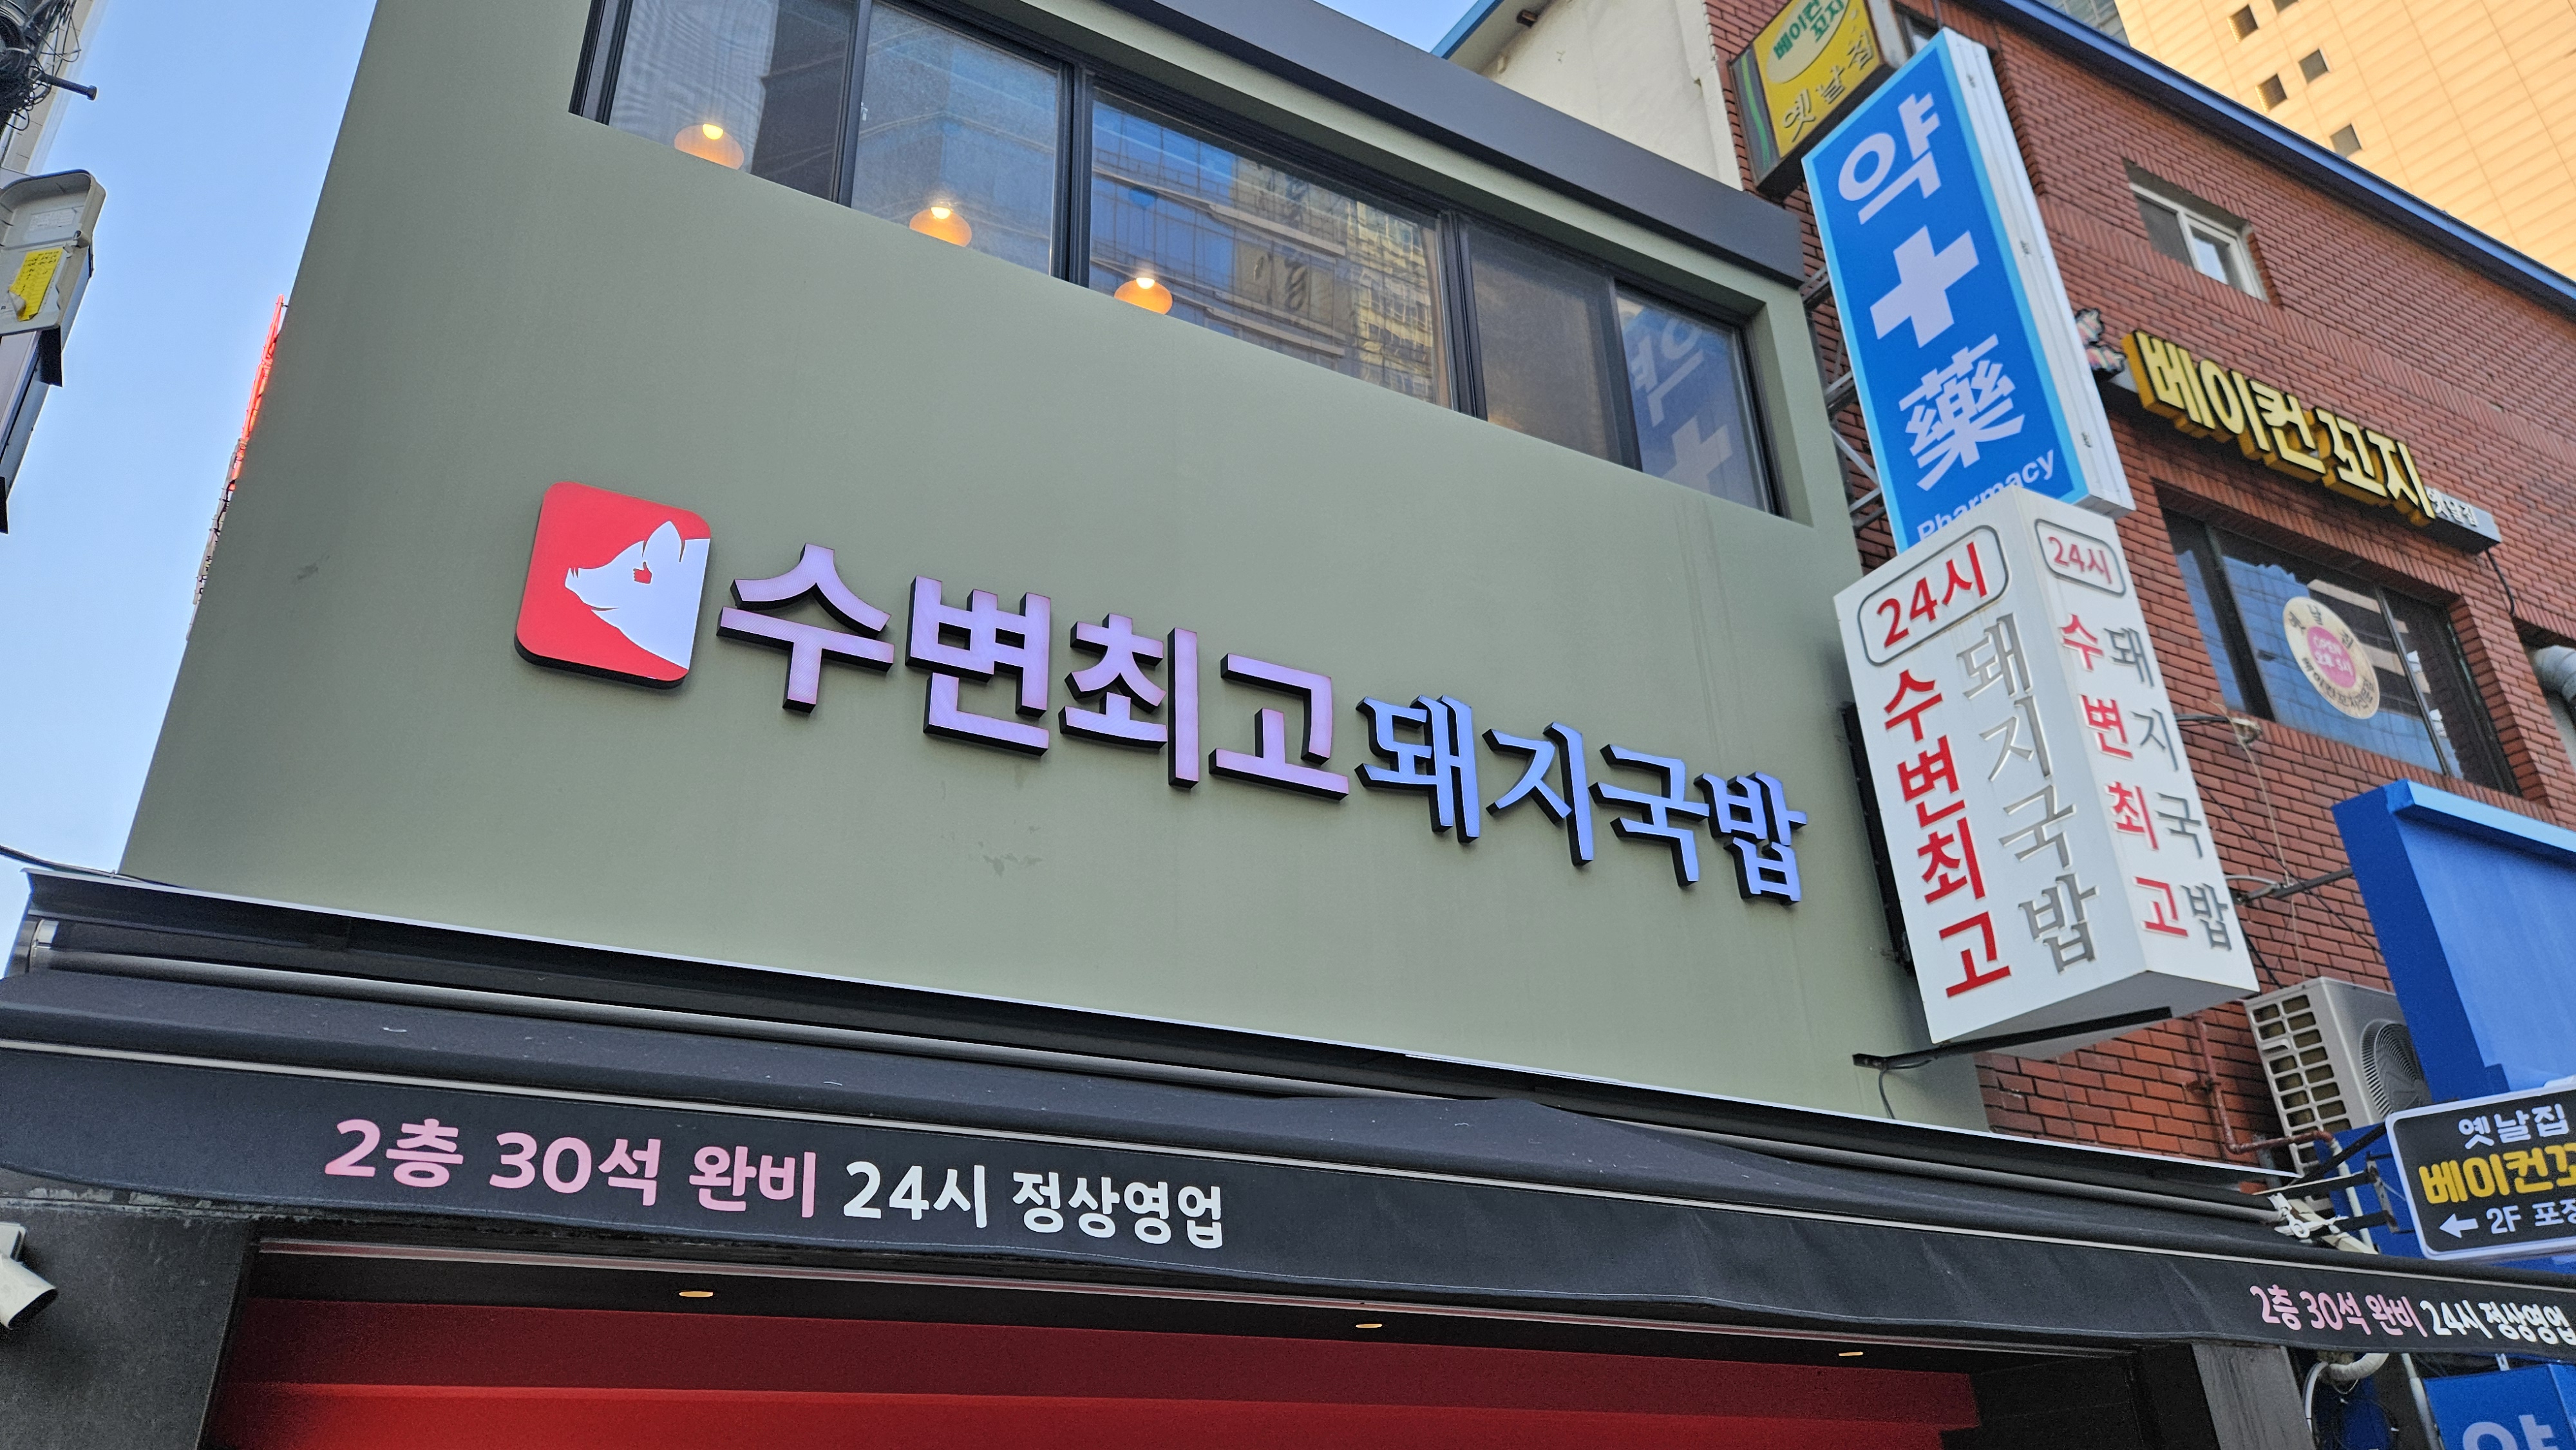 베이컨
꼬지
옛날집
약
藥
Pharmacy
베이컨 꼬지 옛날집
수변최고돼지국밥
24시
수변최고
돼지국밥
24시
수변최고
돼지국밥
옛날집
← 2F
2층 30석 완비 24시 정상영업
2층 30석 완비 24시 정상영업
약